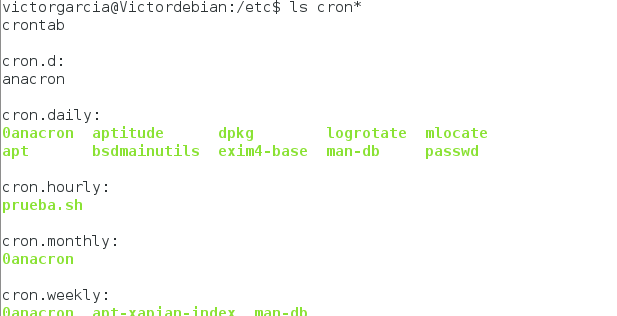 victorgarcia@Victordebian:/etc$ ls cron*
crontab
cron.d:
anacron
cron.daily:
0anacron aptitude dpkg logrotate mlocate
apt bsdmainutils exim4-base man-db passwd
cron.hourly:
prueba.sh
cron.monthly:
0anacron
cron.weekly:
0anacron apt-xapian-index man-db